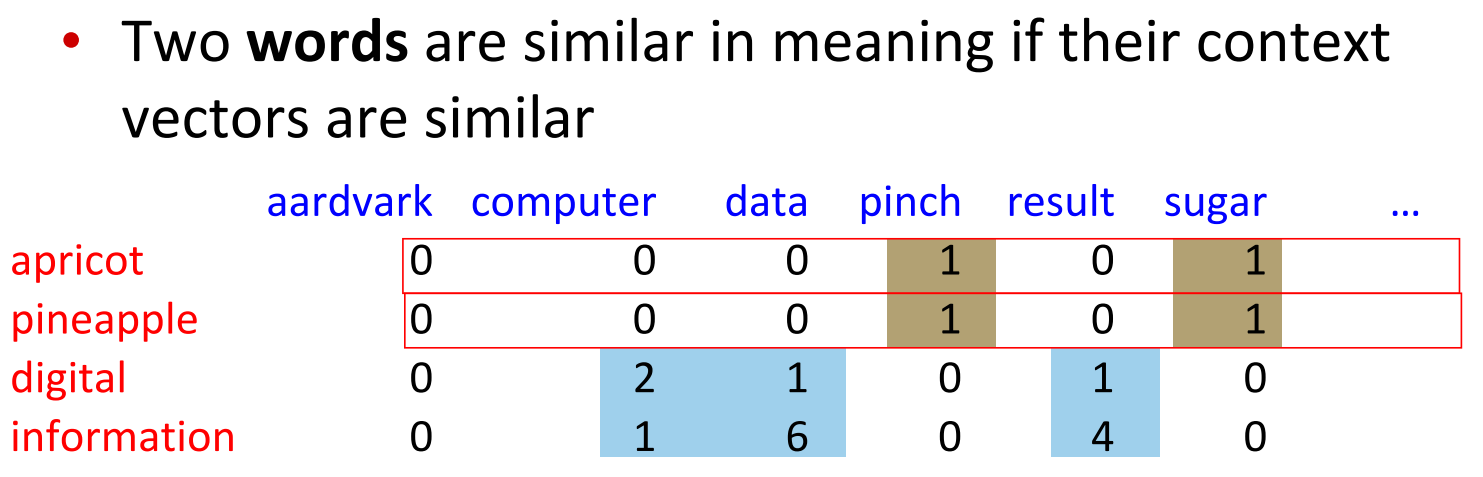 • Two words are similar in meaning if their context
vectors are similar
aardvark computer data pinch result sugar …
apricot 0 0 0 1 0 1
pineapple 0 0 0 1 0 1
digital 0 2 1 0 1 0
information 0 1 6 0 4 0